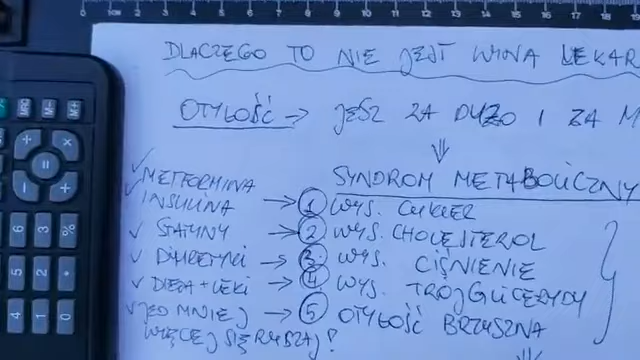 DLACZEGO TO NIE JEST WINA LEKAR
OTYŁOŚĆ → JESZ ZA DUŻO I ZA M
SYNDROM METABOLICZNY
METFORMINA
INSULINA → 1 WYS. CUKIER
STATYNY → 2 WYS. CHOLESTEROL
DIURETYKI → 3 WYS. CIŚNIENIE
DIETA + LEKI → 4 WYS. TRÓJGLICERYDY
JEDZ MNIEJ → 5 OTYŁOŚĆ BRZUSZNA
WIĘCEJ SIĘ RUSZAJ!